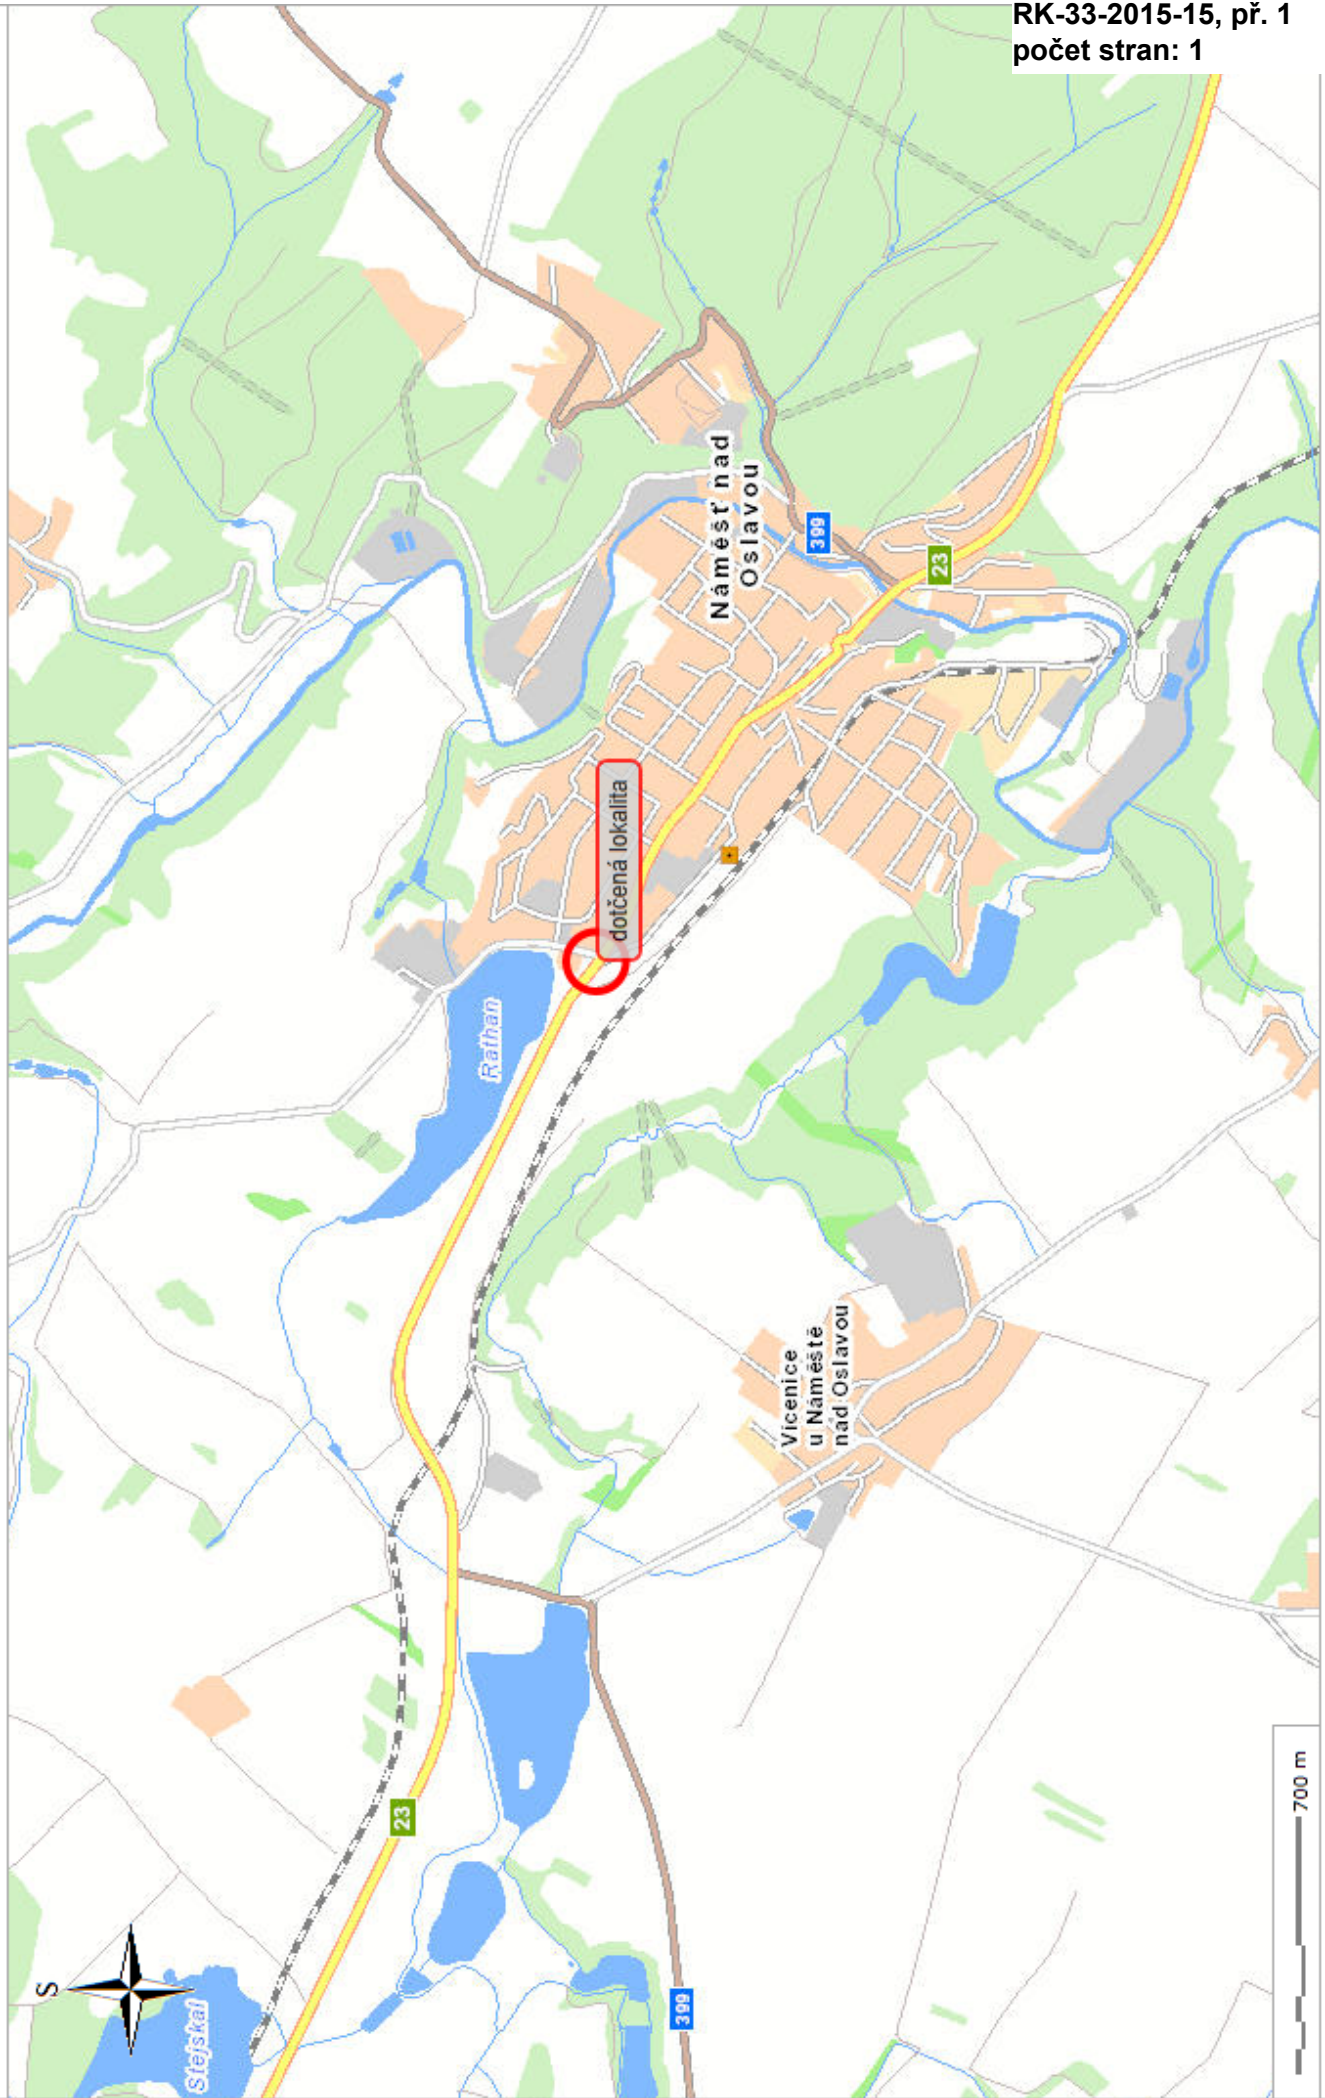 RK-33-2015-15, př. 1
počet stran: 1
Náměšť nad
Oslavou
399
23
dotčená lokalita
Rathan
Vícenice
u Náměště
nad Oslavou
23
399
S
Stejskal
700 m